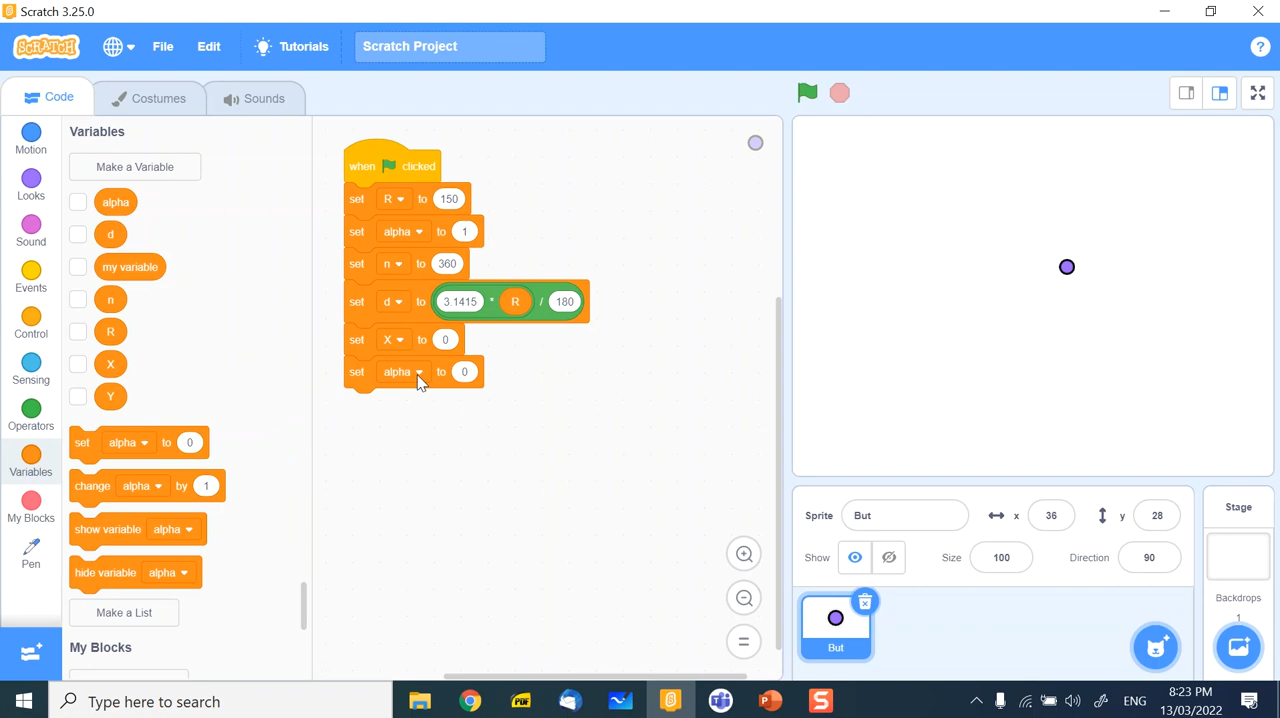 Scratch 3.25.0
SCRATCH File Edit Tutorials Scratch Project ?
Code Costumes Sounds
Motion
Looks
Sound
Events
Control
Sensing
Operators
Variables
My Blocks
Pen
Variables
Make a Variable
alpha
d
my variable
n
R
X
Y
set alpha to 0
change alpha by 1
show variable alpha
hide variable alpha
Make a List
My Blocks
when clicked
set R to 150
set alpha to 1
set n to 360
set d to 3.1415 * R / 180
set X to 0
set alpha to 0
Sprite But x 36 y 28
Show Size 100 Direction 90
But
Stage
Backdrops
1
Type here to search
PDF
ENG
8:23 PM
13/03/2022